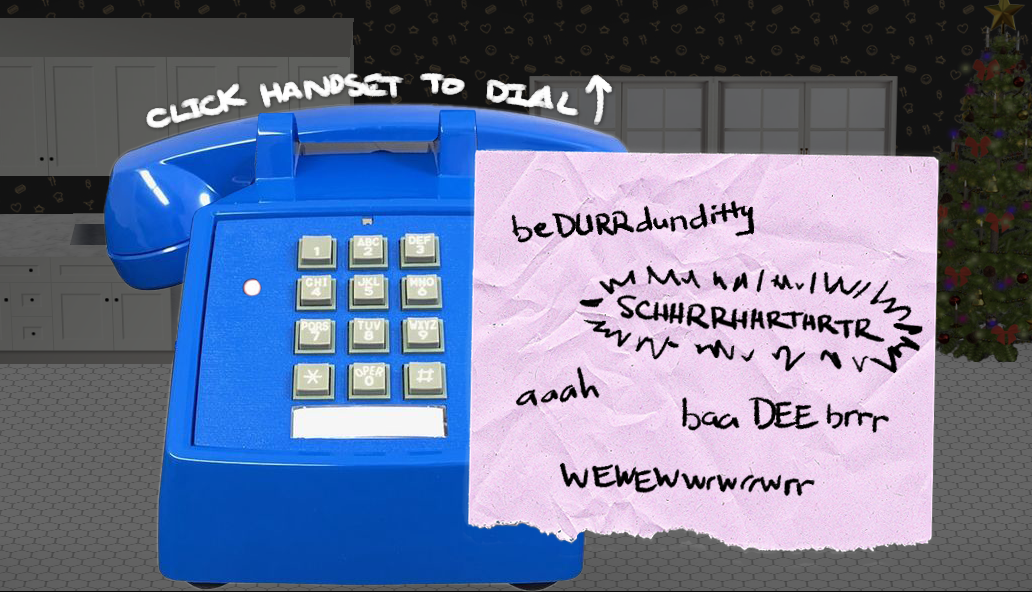 CLICK HANDSET TO DIAL ↑
1
ABC 2
DEF 3
GHI 4
JKL 5
MNO 6
PQRS 7
TUV 8
WXYZ 9
*
OPER 0
#
beDURRdunditty
SCHHRRHHRTHRTR
aaah
baa DEE brrr
WEWEWwrwrrwrr